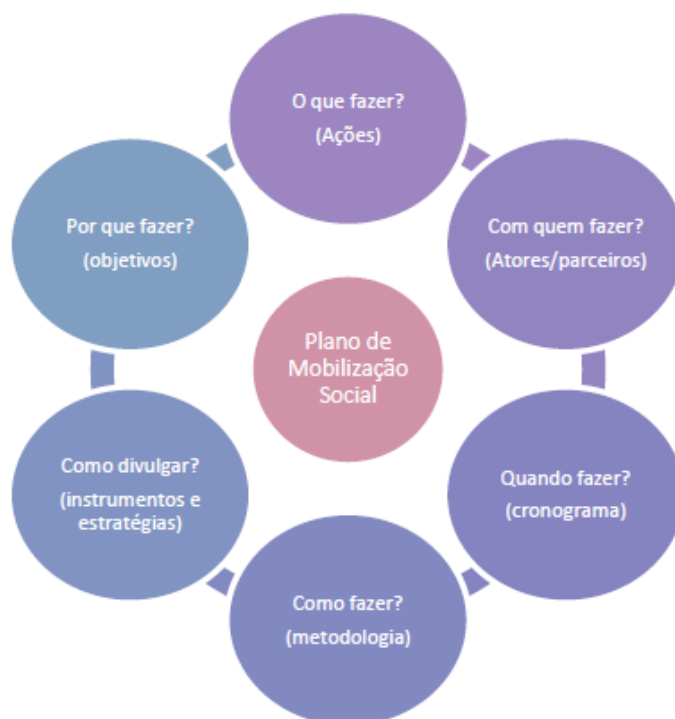 O que fazer?
(Ações)
Com quem fazer?
(Atores/parceiros)
Quando fazer?
(cronograma)
Como fazer?
(metodologia)
Como divulgar?
(instrumentos e
estratégias)
Por que fazer?
(objetivos)
Plano de
Mobilização
Social